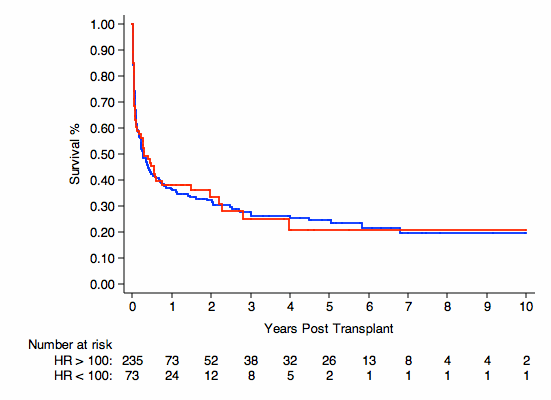 1.00
0.90
0.80
0.70
0.60
0.50
0.40
0.30
0.20
0.10
0.00
Survival %
0 1 2 3 4 5 6 7 8 9 10
Years Post Transplant
Number at risk
HR > 100: 235 73 52 38 32 26 13 8 4 4 2
HR < 100: 73 24 12 8 5 2 1 1 1 1 1